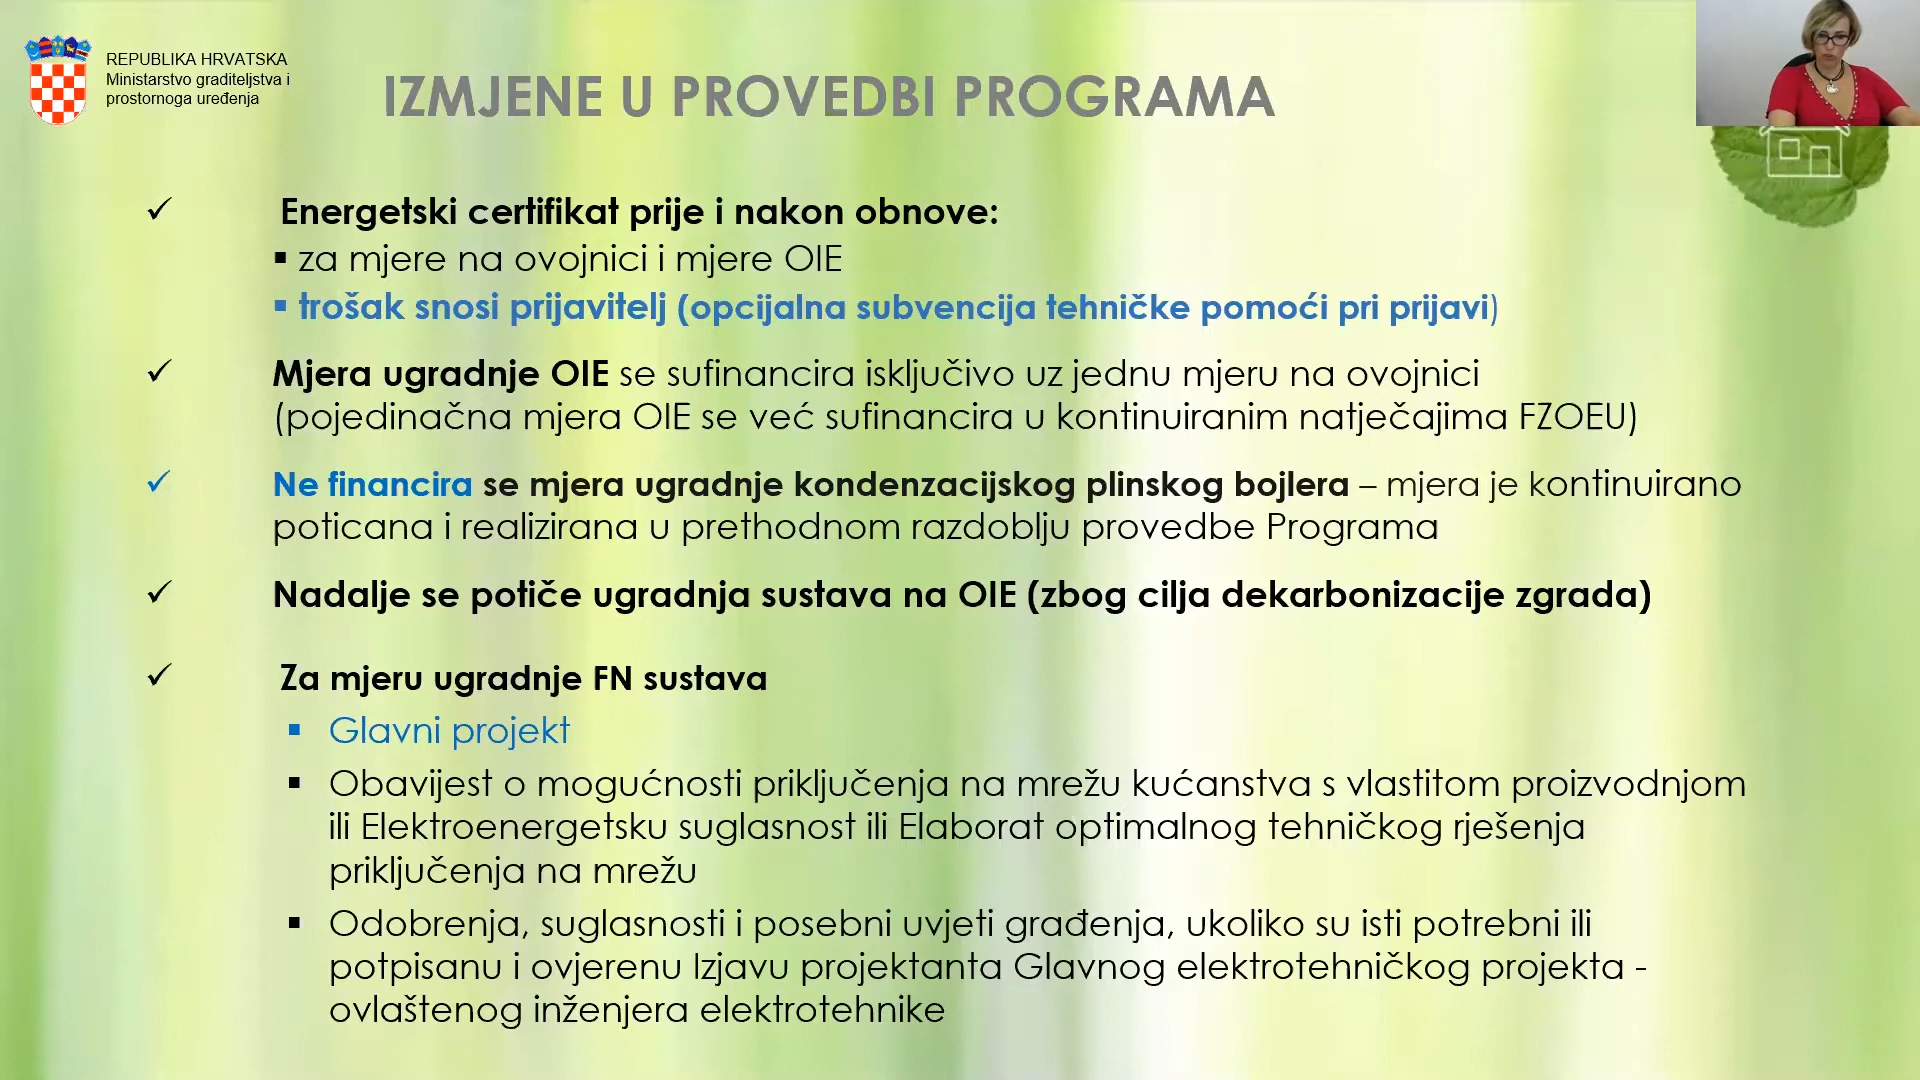 REPUBLIKA HRVATSKA
Ministarstvo graditeljstva i
prostornoga uređenja
IZMJENE U PROVEDBI PROGRAMA
✓ Energetski certifikat prije i nakon obnove:
▪ za mjere na ovojnici i mjere OIE
▪ trošak snosi prijavitelj (opcijalna subvencija tehničke pomoći pri prijavi)
✓ Mjera ugradnje OIE se sufinancira isključivo uz jednu mjeru na ovojnici
(pojedinačna mjera OIE se već sufinancira u kontinuiranim natječajima FZOEU)
✓ Ne financira se mjera ugradnje kondenzacijskog plinskog bojlera – mjera je kontinuirano
poticana i realizirana u prethodnom razdoblju provedbe Programa
✓ Nadalje se potiče ugradnja sustava na OIE (zbog cilja dekarbonizacije zgrada)
✓ Za mjeru ugradnje FN sustava
▪ Glavni projekt
▪ Obavijest o mogućnosti priključenja na mrežu kućanstva s vlastitom proizvodnjom
ili Elektroenergetsku suglasnost ili Elaborat optimalnog tehničkog rješenja
priključenja na mrežu
▪ Odobrenja, suglasnosti i posebni uvjeti građenja, ukoliko su isti potrebni ili
potpisanu i ovjerenu Izjavu projektanta Glavnog elektrotehničkog projekta -
ovlaštenog inženjera elektrotehnike